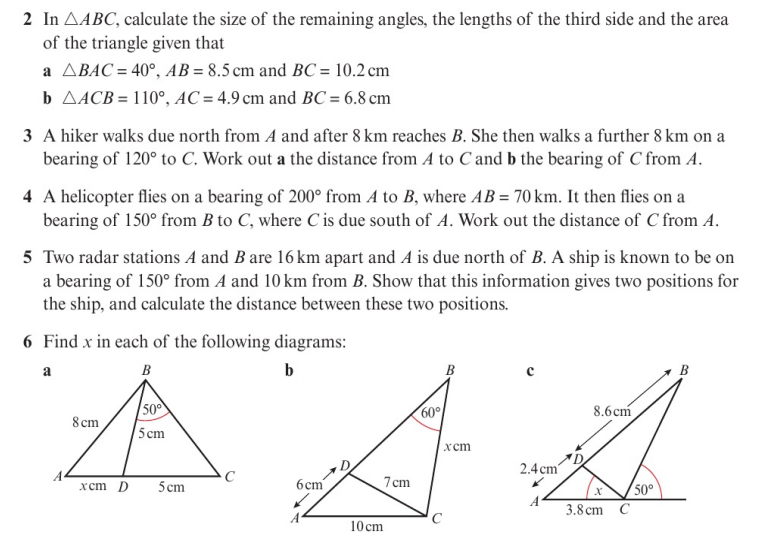 2 In △ABC, calculate the size of the remaining angles, the lengths of the third side and the area
of the triangle given that
a △BAC = 40°, AB = 8.5 cm and BC = 10.2 cm
b △ACB = 110°, AC = 4.9 cm and BC = 6.8 cm
3 A hiker walks due north from A and after 8 km reaches B. She then walks a further 8 km on a
bearing of 120° to C. Work out a the distance from A to C and b the bearing of C from A.
4 A helicopter flies on a bearing of 200° from A to B, where AB = 70 km. It then flies on a
bearing of 150° from B to C, where C is due south of A. Work out the distance of C from A.
5 Two radar stations A and B are 16 km apart and A is due north of B. A ship is known to be on
a bearing of 150° from A and 10 km from B. Show that this information gives two positions for
the ship, and calculate the distance between these two positions.
6 Find x in each of the following diagrams:
a
B
50°
8 cm
5 cm
A
x cm
D
5 cm
C
b
B
60°
x cm
D
6 cm
7 cm
A
10 cm
C
c
B
8.6 cm
D
2.4 cm
x
50°
A
3.8 cm
C